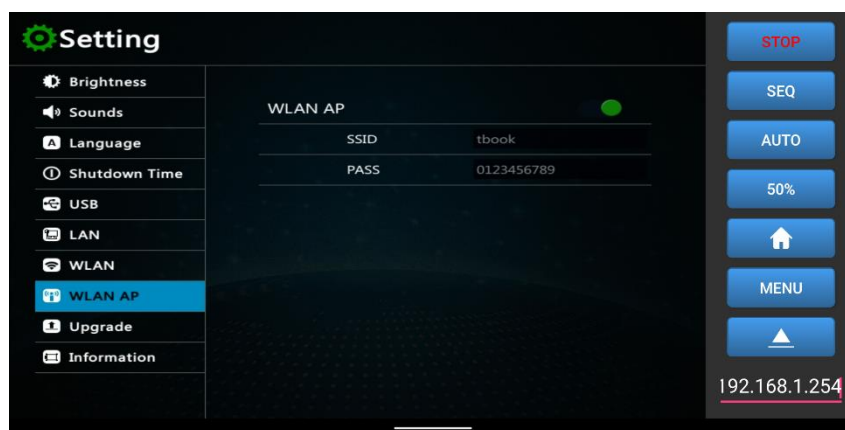 Setting
Brightness
Sounds
A Language
Shutdown Time
USB
LAN
WLAN
WLAN AP
Upgrade
Information
WLAN AP
SSID tbook
PASS 0123456789
STOP
SEQ
AUTO
50%
MENU
192.168.1.254